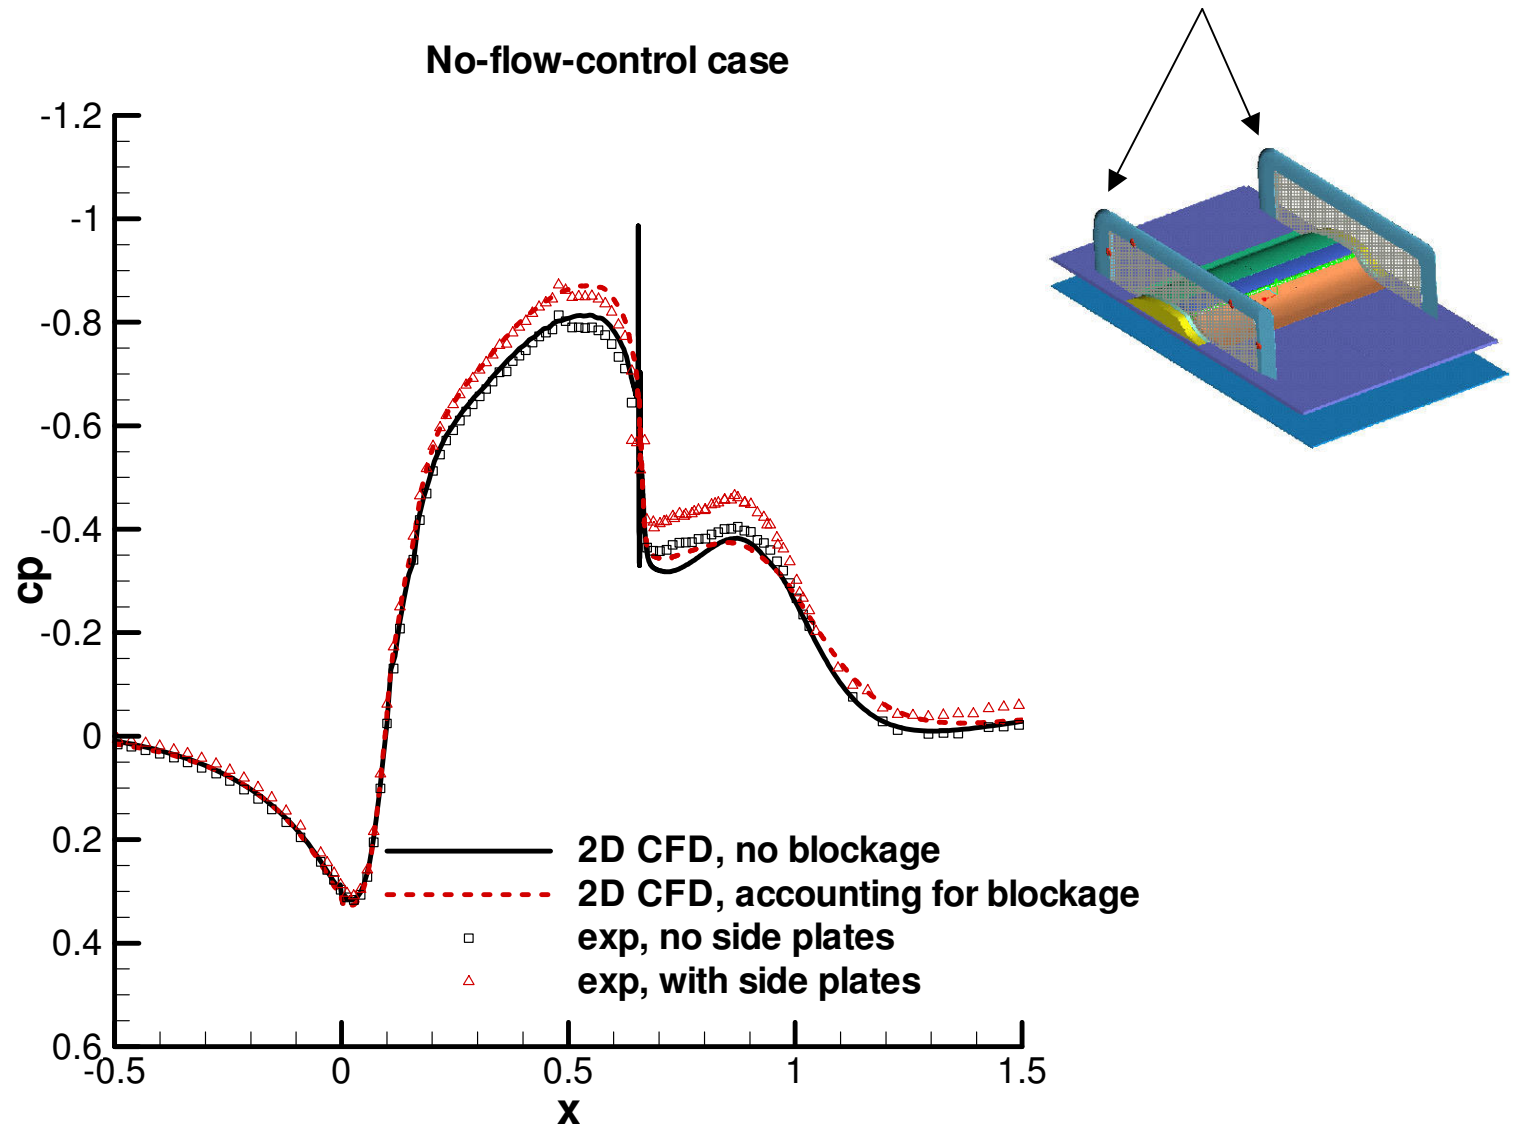 No-flow-control case
-1.2
-1
-0.8
-0.6
-0.4
-0.2
0
0.2
0.4
0.6
cp
-0.5
0
0.5
1
1.5
x
2D CFD, no blockage
2D CFD, accounting for blockage
exp, no side plates
exp, with side plates